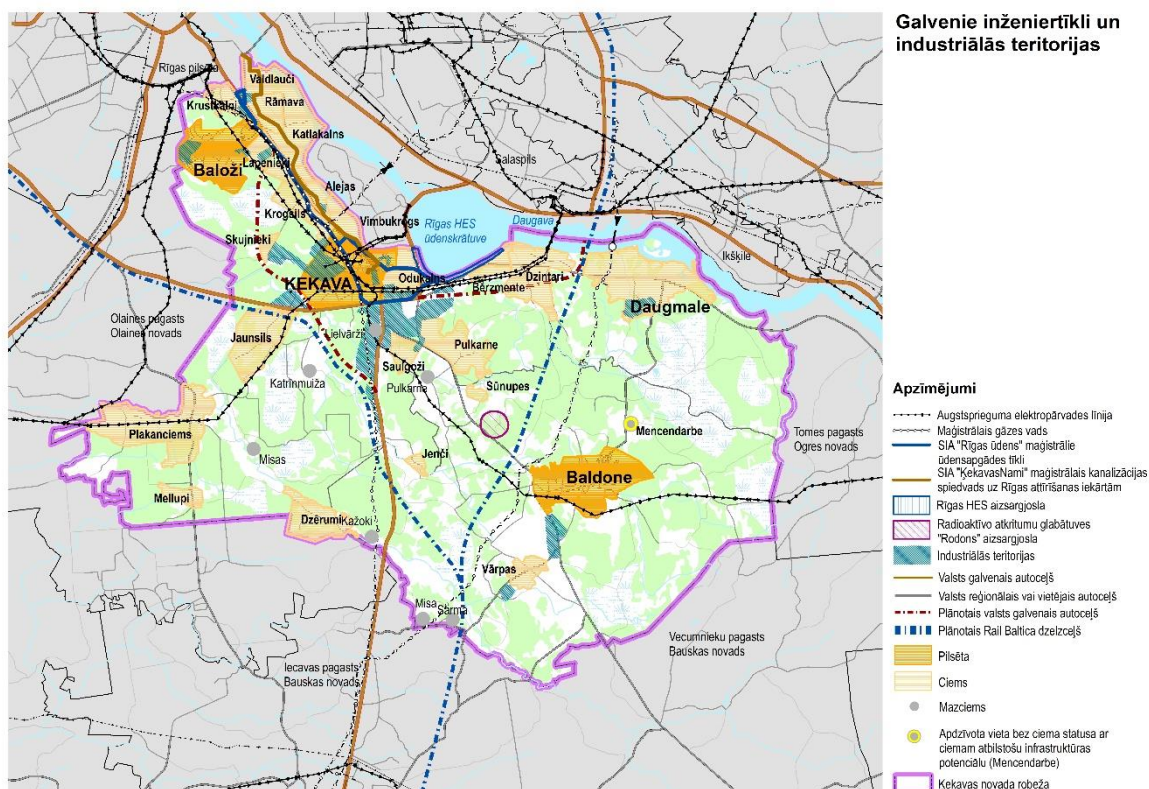 Galvenie inženiertīkli un
industriālās teritorijas
Rīgas pilsēta
Vaidlauči
Krustkalni
Rāmava
Katlakalns
Lapenieki
Baloži
Salaspils
Alejas
Krogsils
Vimbukrogs
Rīgas HES
ūdenskrātuve
Daugava
Skujnieki
Ikšķile
ĶEKAVA
Odukalns
Dzintari
Bērzmente
Daugmale
Olaines pagasts
Olaines novads
Jaunsils
Lielvārži
Pulkarne
Saulgoži
Katrīnmuiža
Pulkarne
Sūnupes
Plakanciems
Mencendarbe
Tomes pagasts
Ogres novads
Misas
Jenči
Baldone
Mellupi
Dzērumi
Kažoki
Vārpas
Misa
Sarma
Vecumnieku pagasts
Bauskas novads
Iecavas pagasts
Bauskas novads
Apzīmējumi
Augstsprieguma elektropārvades līnija
Maģistrālais gāzes vads
SIA "Rīgas ūdens" maģistrālie
ūdensapgādes tīkli
SIA "ĶekavasNami" maģistrālais kanalizācijas
spiedvads uz Rīgas attīrīšanas iekārtām
Rīgas HES aizsargjosla
Radioaktīvo atkritumu glabātuves
"Rodons" aizsargjosla
Industriālās teritorijas
Valsts galvenais autoceļš
Valsts reģionālais vai vietējais autoceļš
Plānotais valsts galvenais autoceļš
Plānotais Rail Baltica dzelzceļš
Pilsēta
Ciems
Mazciems
Apdzīvota vieta bez ciema statusa ar
ciemam atbilstošu infrastruktūras
potenciālu (Mencendarbe)
Ķekavas novada robeža